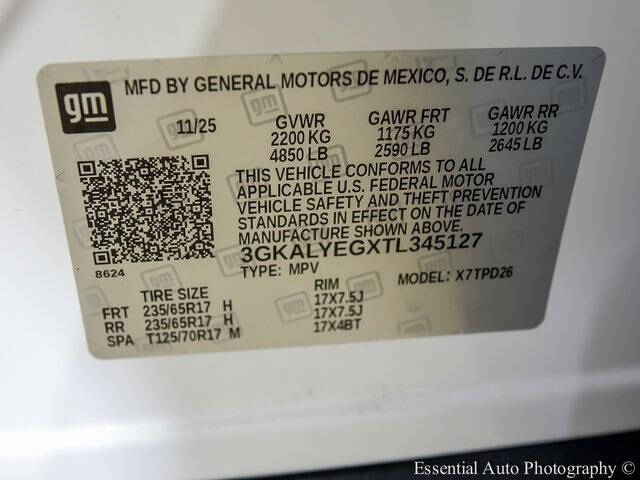 gm
MFD BY GENERAL MOTORS DE MEXICO, S. DE R.L. DE C.V.
11/25 GVWR GAWR FRT GAWR RR
2200 KG 1175 KG 1200 KG
4850 LB 2590 LB 2645 LB
THIS VEHICLE CONFORMS TO ALL
APPLICABLE U.S. FEDERAL MOTOR
VEHICLE SAFETY AND THEFT PREVENTION
STANDARDS IN EFFECT ON THE DATE OF
MANUFACTURE SHOWN ABOVE.
3GKALYEGXTL345127
8624
TYPE: MPV MODEL: X7TPD26
TIRE SIZE RIM
FRT 235/65R17 H 17X7.5J
RR 235/65R17 H 17X7.5J
SPA T125/70R17 M 17X4BT
Essential Auto Photography ©